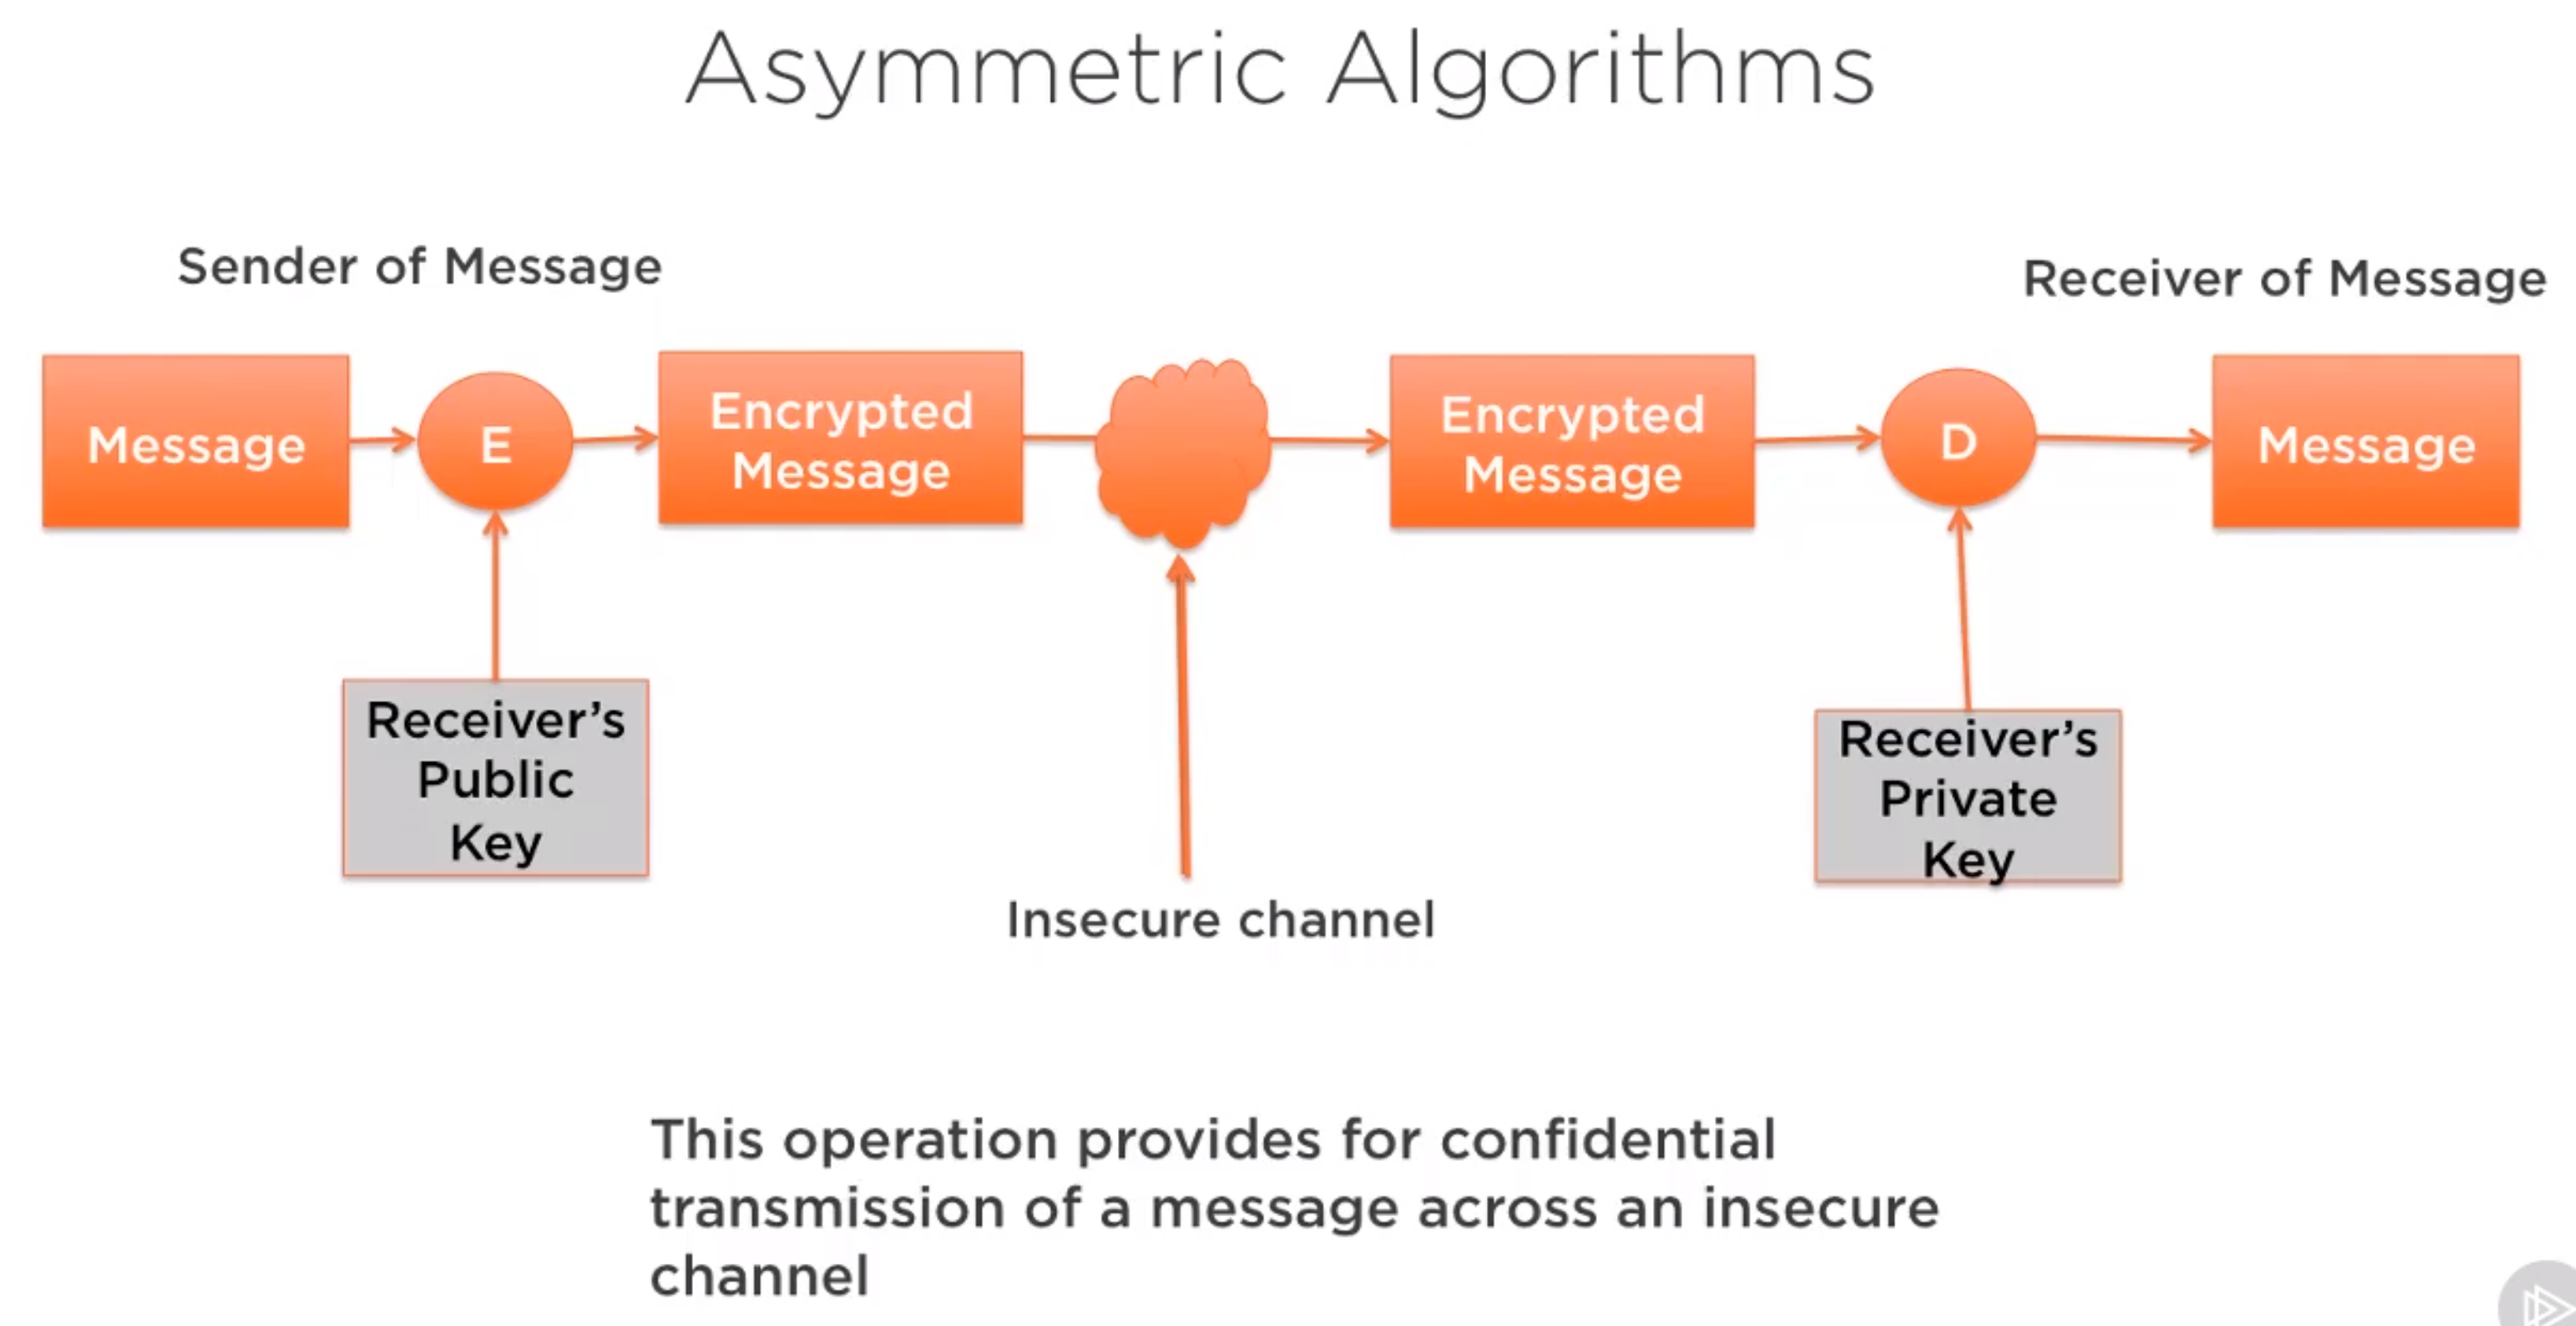 Asymmetric Algorithms
Sender of Message
Receiver of Message
Message
E
Encrypted
Message
Encrypted
Message
D
Message
Receiver’s
Public
Key
Receiver’s
Private
Key
Insecure channel
This operation provides for confidential
transmission of a message across an insecure
channel